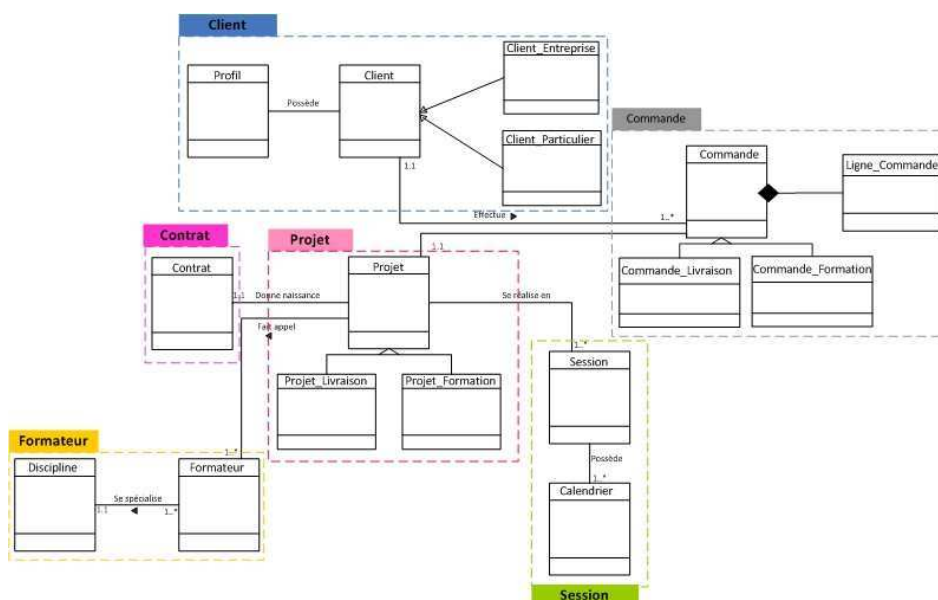 Client
Client_Entreprise
Profil
Client
Possède
Client_Particulier
1..1
Effectue
1..*
Commande
Commande
Ligne_Commande
Commande_Livraison
Commande_Formation
Contrat
Contrat
1..1
Projet
1..1
Projet
Donne naissance
Fait appel
Se réalise en
Projet_Livraison
Projet_Formation
1..*
Session
Possède
1..*
Calendrier
Session
Formateur
1..*
Discipline
Formateur
Se spécialise
1..1
1..*